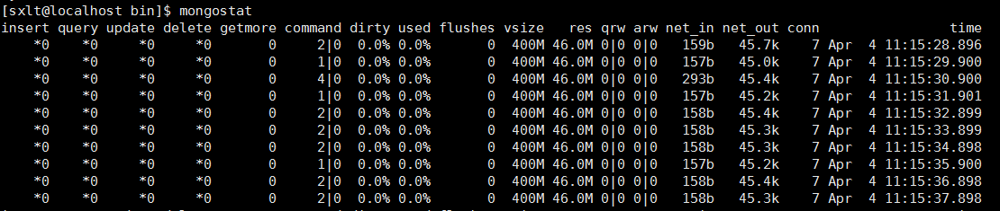 [sxlt@localhost bin]$ mongostat
insert query update delete getmore command dirty used flushes vsize res qrw arw net_in net_out conn time
*0 *0 *0 *0 0 2|0 0.0% 0.0% 0 400M 46.0M 0|0 0|0 159b 45.7k 7 Apr 4 11:15:28.896
*0 *0 *0 *0 0 1|0 0.0% 0.0% 0 400M 46.0M 0|0 0|0 157b 45.0k 7 Apr 4 11:15:29.900
*0 *0 *0 *0 0 4|0 0.0% 0.0% 0 400M 46.0M 0|0 0|0 293b 45.4k 7 Apr 4 11:15:30.900
*0 *0 *0 *0 0 1|0 0.0% 0.0% 0 400M 46.0M 0|0 0|0 157b 45.2k 7 Apr 4 11:15:31.901
*0 *0 *0 *0 0 2|0 0.0% 0.0% 0 400M 46.0M 0|0 0|0 158b 45.4k 7 Apr 4 11:15:32.899
*0 *0 *0 *0 0 2|0 0.0% 0.0% 0 400M 46.0M 0|0 0|0 158b 45.3k 7 Apr 4 11:15:33.899
*0 *0 *0 *0 0 2|0 0.0% 0.0% 0 400M 46.0M 0|0 0|0 158b 45.3k 7 Apr 4 11:15:34.898
*0 *0 *0 *0 0 1|0 0.0% 0.0% 0 400M 46.0M 0|0 0|0 157b 45.2k 7 Apr 4 11:15:35.900
*0 *0 *0 *0 0 2|0 0.0% 0.0% 0 400M 46.0M 0|0 0|0 158b 45.4k 7 Apr 4 11:15:36.898
*0 *0 *0 *0 0 2|0 0.0% 0.0% 0 400M 46.0M 0|0 0|0 158b 45.3k 7 Apr 4 11:15:37.898